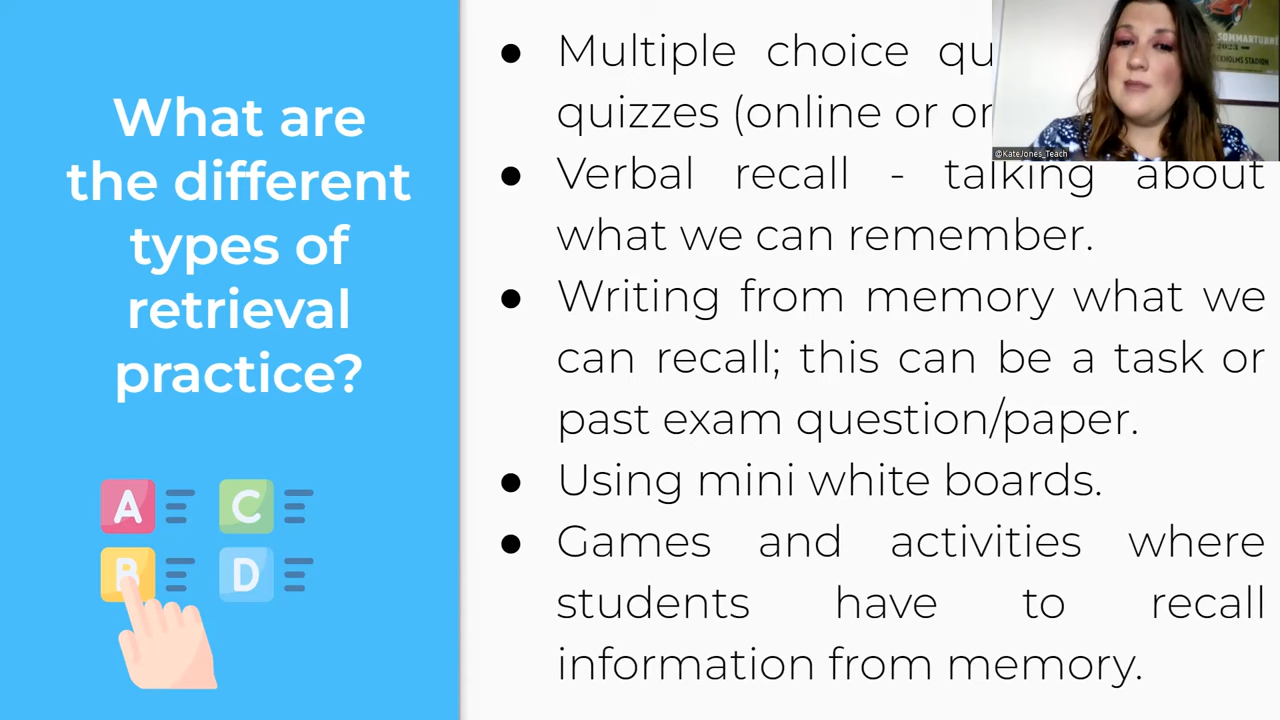 What are
the different
types of
retrieval
practice?
A
C
B
D
● Multiple choice
quizzes (online or
● Verbal recall - talking about
what we can remember.
● Writing from memory what we
can recall; this can be a task or
past exam question/paper.
● Using mini white boards.
● Games and activities where
students have to recall
information from memory.
SOMMARTURN
2023
@KateJones_Teach